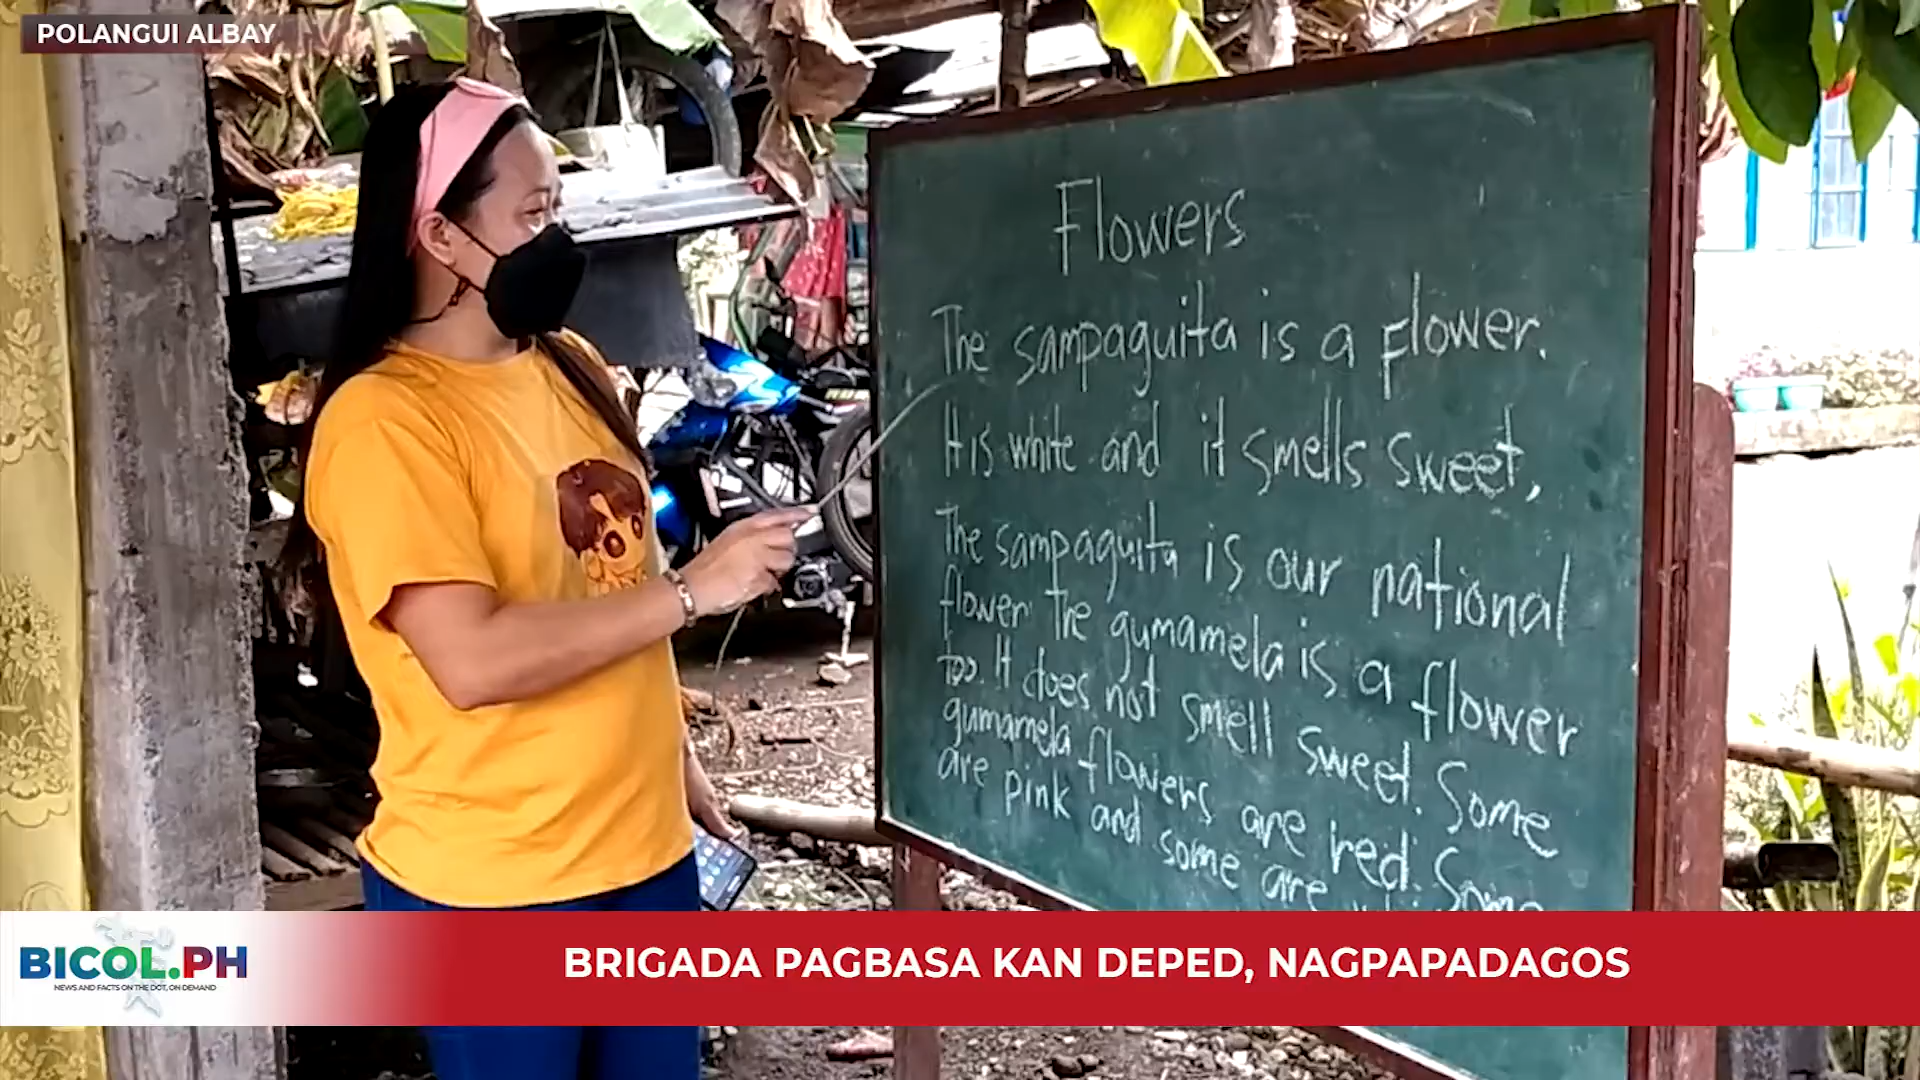 POLANGUI ALBAY
Flowers
The sampaguita is a flower.
It is white and it smells sweet,
The sampaguita is our national
flower The gumamela is a flower
too. It does not smell sweet. Some
gumamela flowers are red. Some
are pink and some are
BICOL.PH
NEWS AND FACTS ON THE DOT, ON DEMAND
BRIGADA PAGBASA KAN DEPED, NAGPAPADAGOS